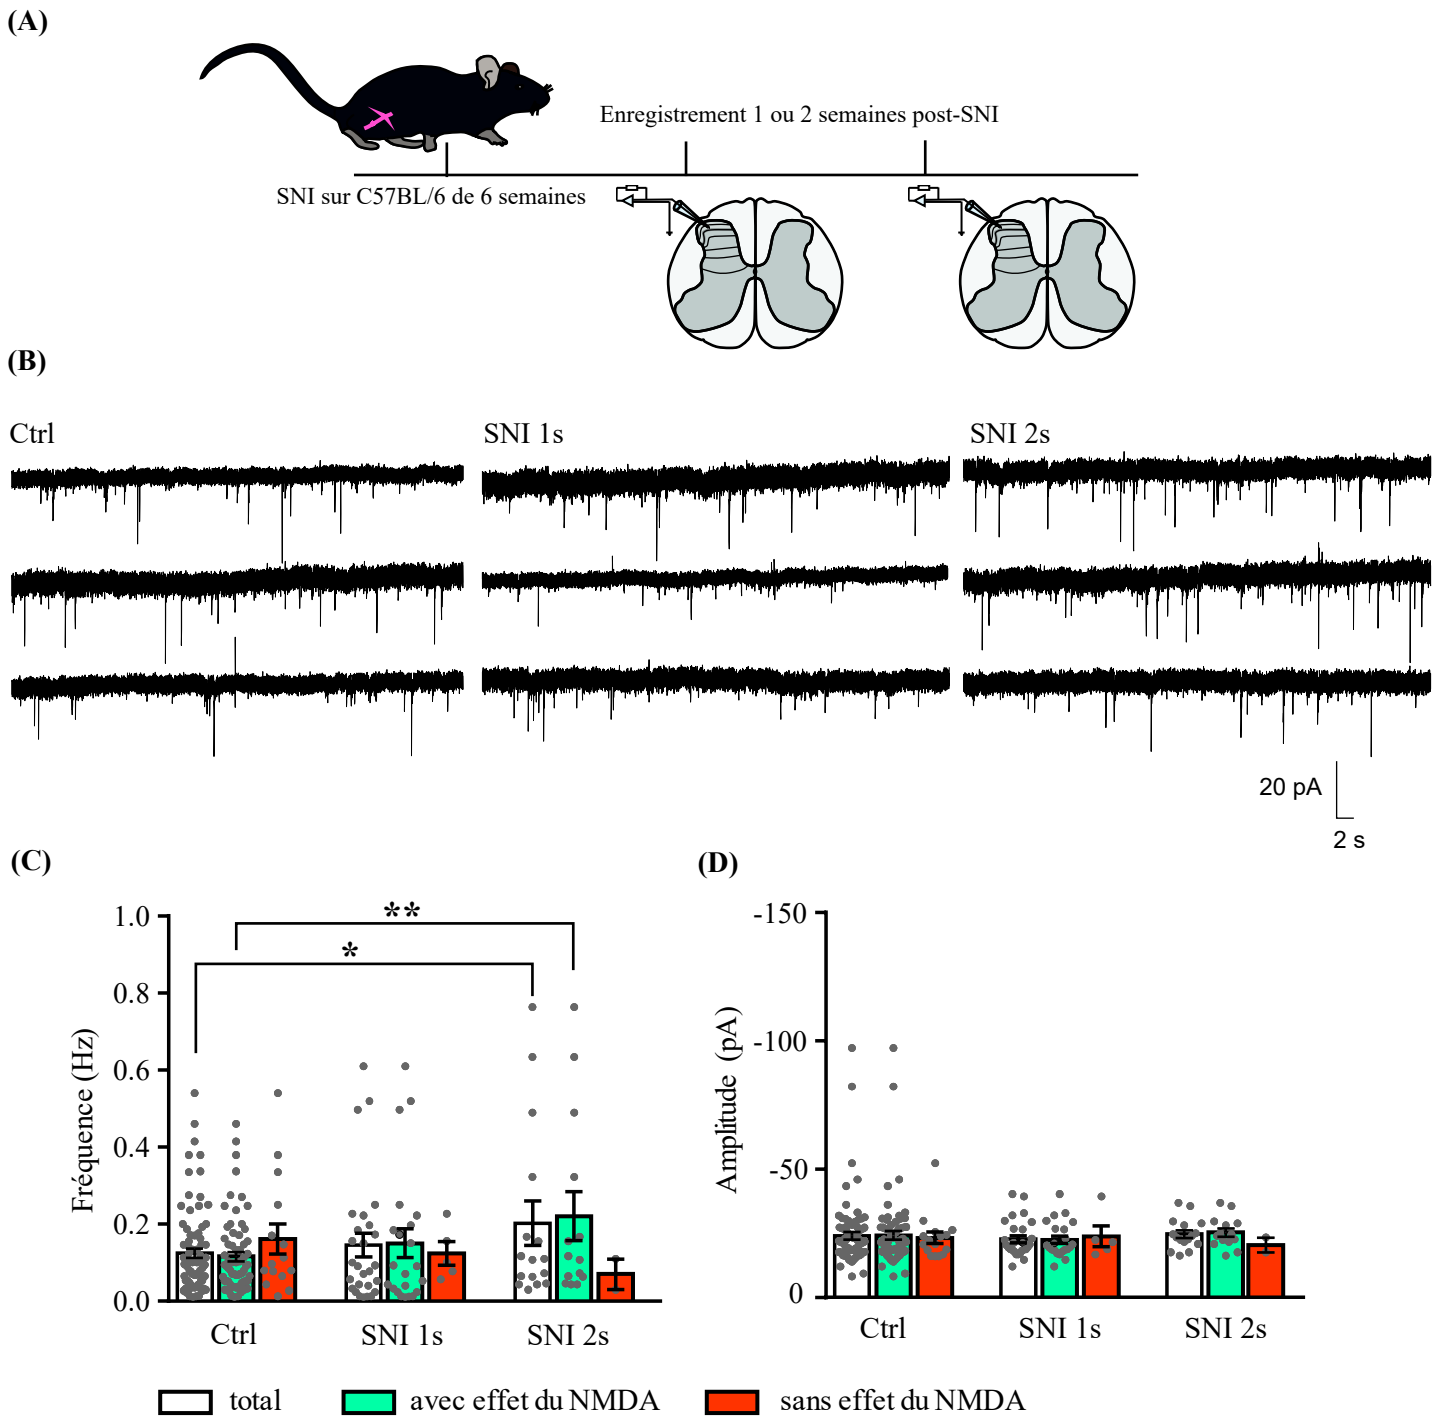 (A)
Enregistrement 1 ou 2 semaines post-SNI
SNI sur C57BL/6 de 6 semaines
(B)
Ctrl
SNI 1s
SNI 2s
20 pA
2 s
(C)
Fréquence (Hz)
1.0
0.8
0.6
0.4
0.2
0.0
**
*
Ctrl
SNI 1s
SNI 2s
(D)
Amplitude (pA)
-150
-100
-50
0
Ctrl
SNI 1s
SNI 2s
total
avec effet du NMDA
sans effet du NMDA